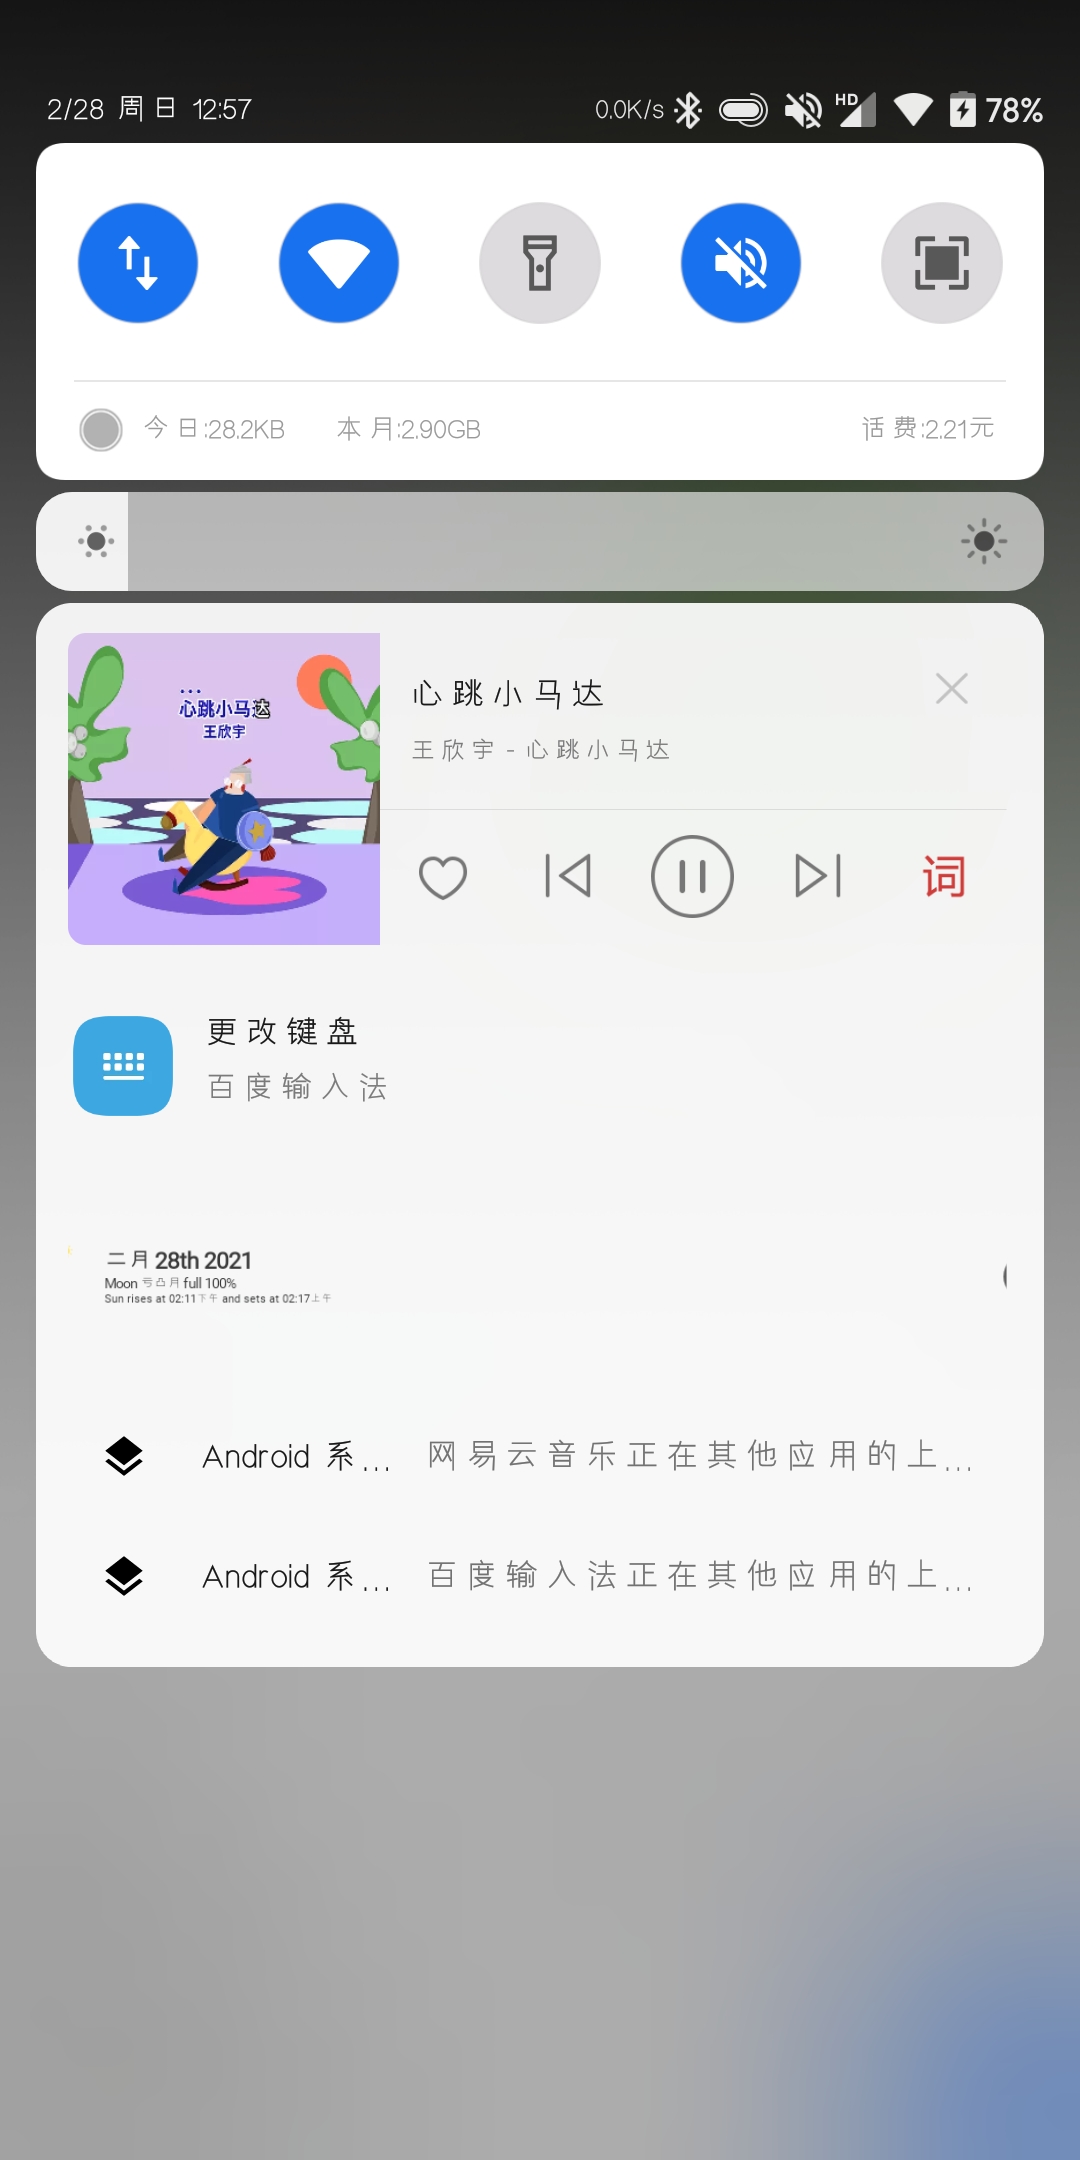 2/28 周日 12:57
0.0K/s HD 78%
今日:28.2KB 本月:2.90GB 话费:2.21元
心跳小马达
王欣宇
心跳小马达
王欣宇 - 心跳小马达
词
更改键盘
百度输入法
二月 28th 2021
Moon 亏凸月 full 100%
Sun rises at 02:11下午 and sets at 02:17上午
Android 系... 网易云音乐正在其他应用的上...
Android 系... 百度输入法正在其他应用的上...